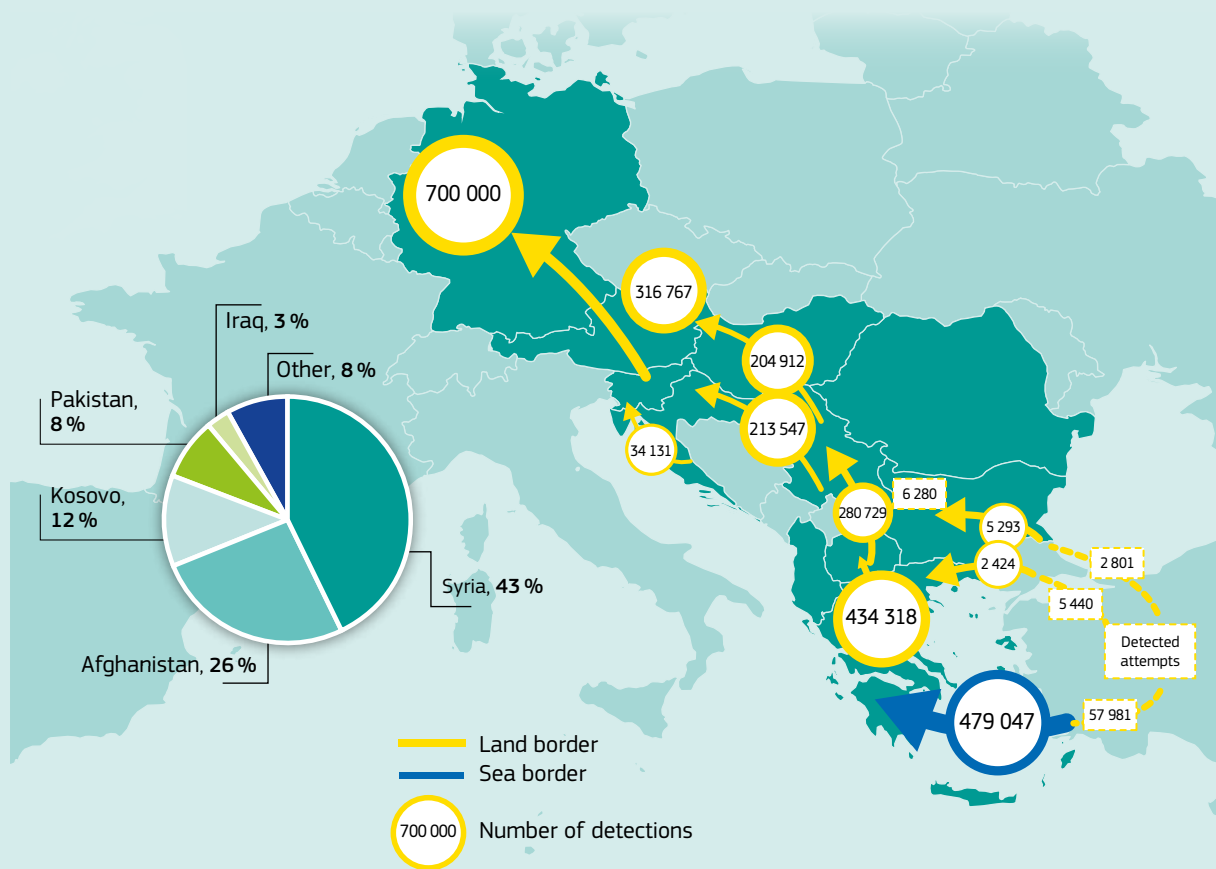 700 000
316 767
Iraq, 3 %
Other, 8 %
204 912
Pakistan,
8 %
213 547
34 131
Kosovo,
12 %
6 280
280 729
5 293
2 424
2 801
Syria, 43 %
5 440
434 318
Detected
attempts
Afghanistan, 26 %
57 981
479 047
Land border
Sea border
700 000
Number of detections